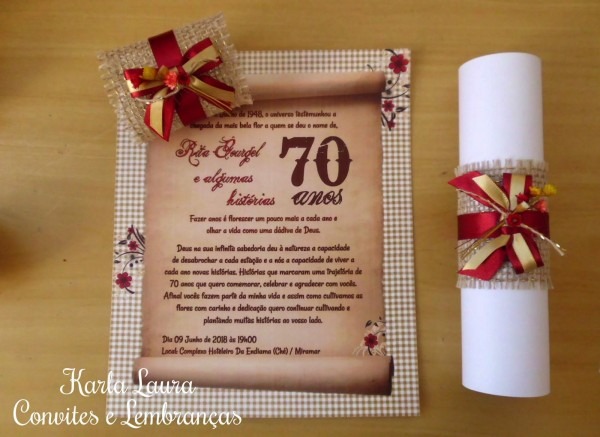 de 1948, o universo testemunhou a
chegada da mais bela flor a quem se deu o nome de,
Rita Gourgel
e algumas
histórias
70
anos
Fazer anos é florescer um pouco mais a cada ano e
olhar a vida como uma dádiva de Deus.
Deus na sua infinita sabedoria deu à natureza a capacidade
de desabrochar a cada estação e a nós a capacidade de viver a
cada ano novas histórias. Histórias que marcaram uma trajetória de
70 anos que quero comemorar, celebrar e agradecer com vocês.
Afinal vocês fazem parte da minha vida e assim como cultivamos as
flores com carinho e dedicação quero continuar cultivando e
plantando muitas histórias ao vosso lado.
Dia 09 Junho de 2018 às 19H00
Local: Complexo Hoteleiro Da Endiama (Chel) / Miramar
Karla Laura
Convites e Lembranças